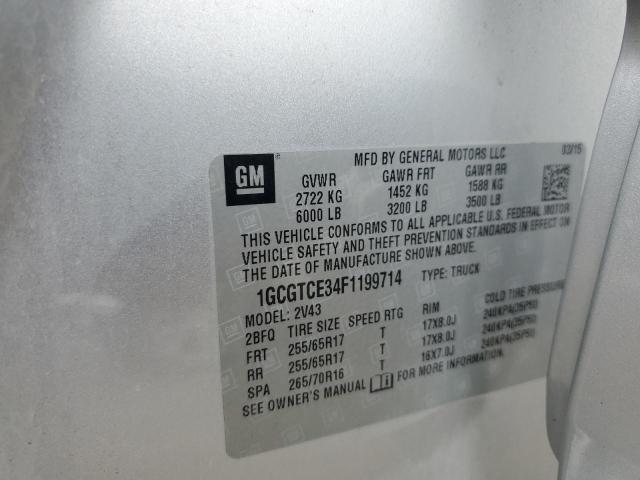 GM
MFD BY GENERAL MOTORS LLC 03/15
GVWR GAWR FRT GAWR RR
2722 KG 1452 KG 1588 KG
6000 LB 3200 LB 3500 LB
THIS VEHICLE CONFORMS TO ALL APPLICABLE U.S. FEDERAL MOTOR
VEHICLE SAFETY AND THEFT PREVENTION STANDARDS IN EFFECT ON
THE DATE OF MANUFACTURE SHOWN ABOVE.
1GCGTCE34F1199714 TYPE: TRUCK
MODEL: 2V43
2BFQ TIRE SIZE SPEED RTG RIM COLD TIRE PRESSURE
FRT 255/65R17 T 17X8.0J 240KPA(35PSI)
RR 255/65R17 T 17X8.0J 240KPA(35PSI)
SPA 265/70R16 T 16X7.0J 240KPA(35PSI)
SEE OWNER'S MANUAL FOR MORE INFORMATION.